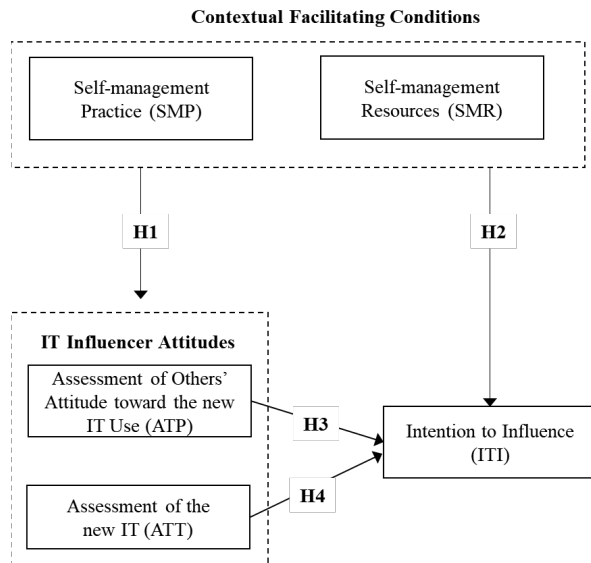 Contextual Facilitating Conditions
Self-management
Practice (SMP)
Self-management
Resources (SMR)
H1
H2
IT Influencer Attitudes
Assessment of Others’
Attitude toward the new
IT Use (ATP)
H3
Intention to Influence
(ITI)
H4
Assessment of the
new IT (ATT)